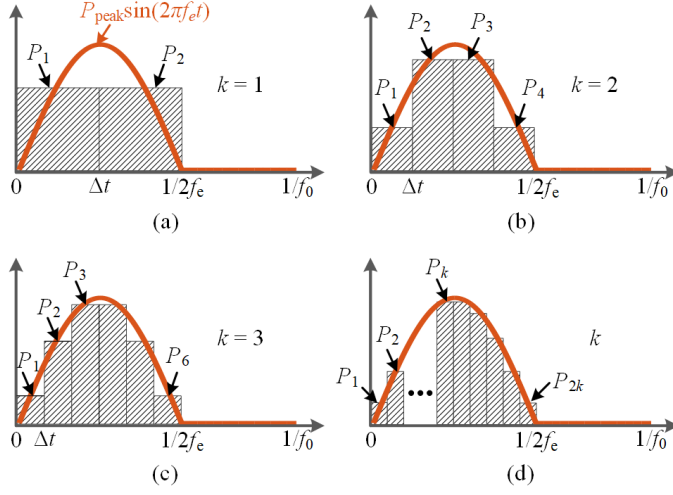 P_peak sin(2πf_e t)
P_1
P_2
k = 1
0
Δt
1/2f_e
1/f_0
(a)
P_2
P_3
P_1
P_4
k = 2
0
Δt
1/2f_e
1/f_0
(b)
P_3
P_2
P_1
P_6
k = 3
0
Δt
1/2f_e
1/f_0
(c)
P_k
P_2
P_1
...
P_2k
k
0
1/2f_e
1/f_0
(d)